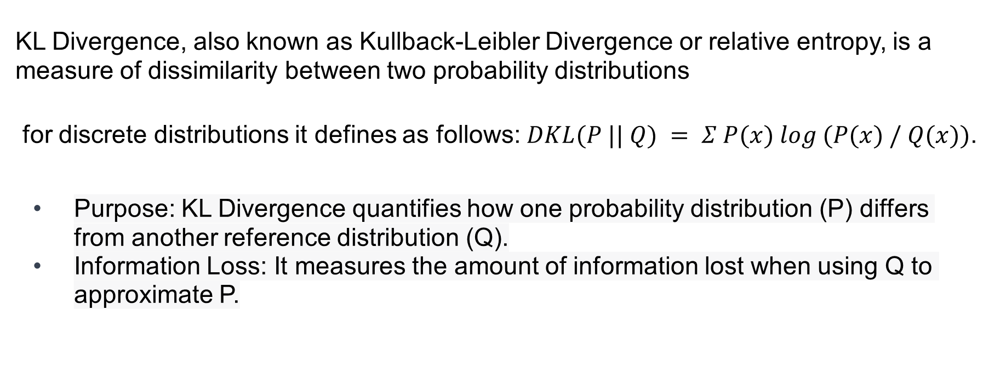 KL Divergence, also known as Kullback-Leibler Divergence or relative entropy, is a
measure of dissimilarity between two probability distributions
for discrete distributions it defines as follows: DKL(P || Q) = Σ P(x) log (P(x) / Q(x)).
• Purpose: KL Divergence quantifies how one probability distribution (P) differs
from another reference distribution (Q).
• Information Loss: It measures the amount of information lost when using Q to
approximate P.